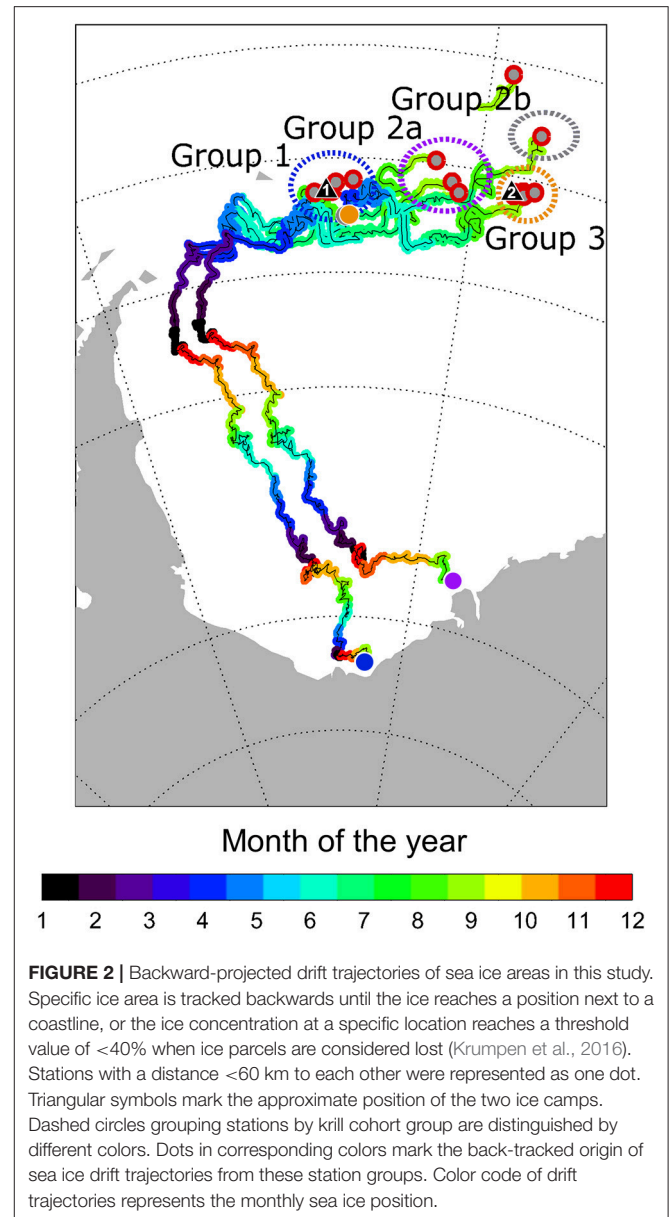 Group 2b
Group 2a
Group 1
1
2
Group 3
Month of the year
1 2 3 4 5 6 7 8 9 10 11 12
FIGURE 2 | Backward-projected drift trajectories of sea ice areas in this study.
Specific ice area is tracked backwards until the ice reaches a position next to a
coastline, or the ice concentration at a specific location reaches a threshold
value of <40% when ice parcels are considered lost (Krumpen et al., 2016).
Stations with a distance <60 km to each other were represented as one dot.
Triangular symbols mark the approximate position of the two ice camps.
Dashed circles grouping stations by krill cohort group are distinguished by
different colors. Dots in corresponding colors mark the back-tracked origin of
sea ice drift trajectories from these station groups. Color code of drift
trajectories represents the monthly sea ice position.